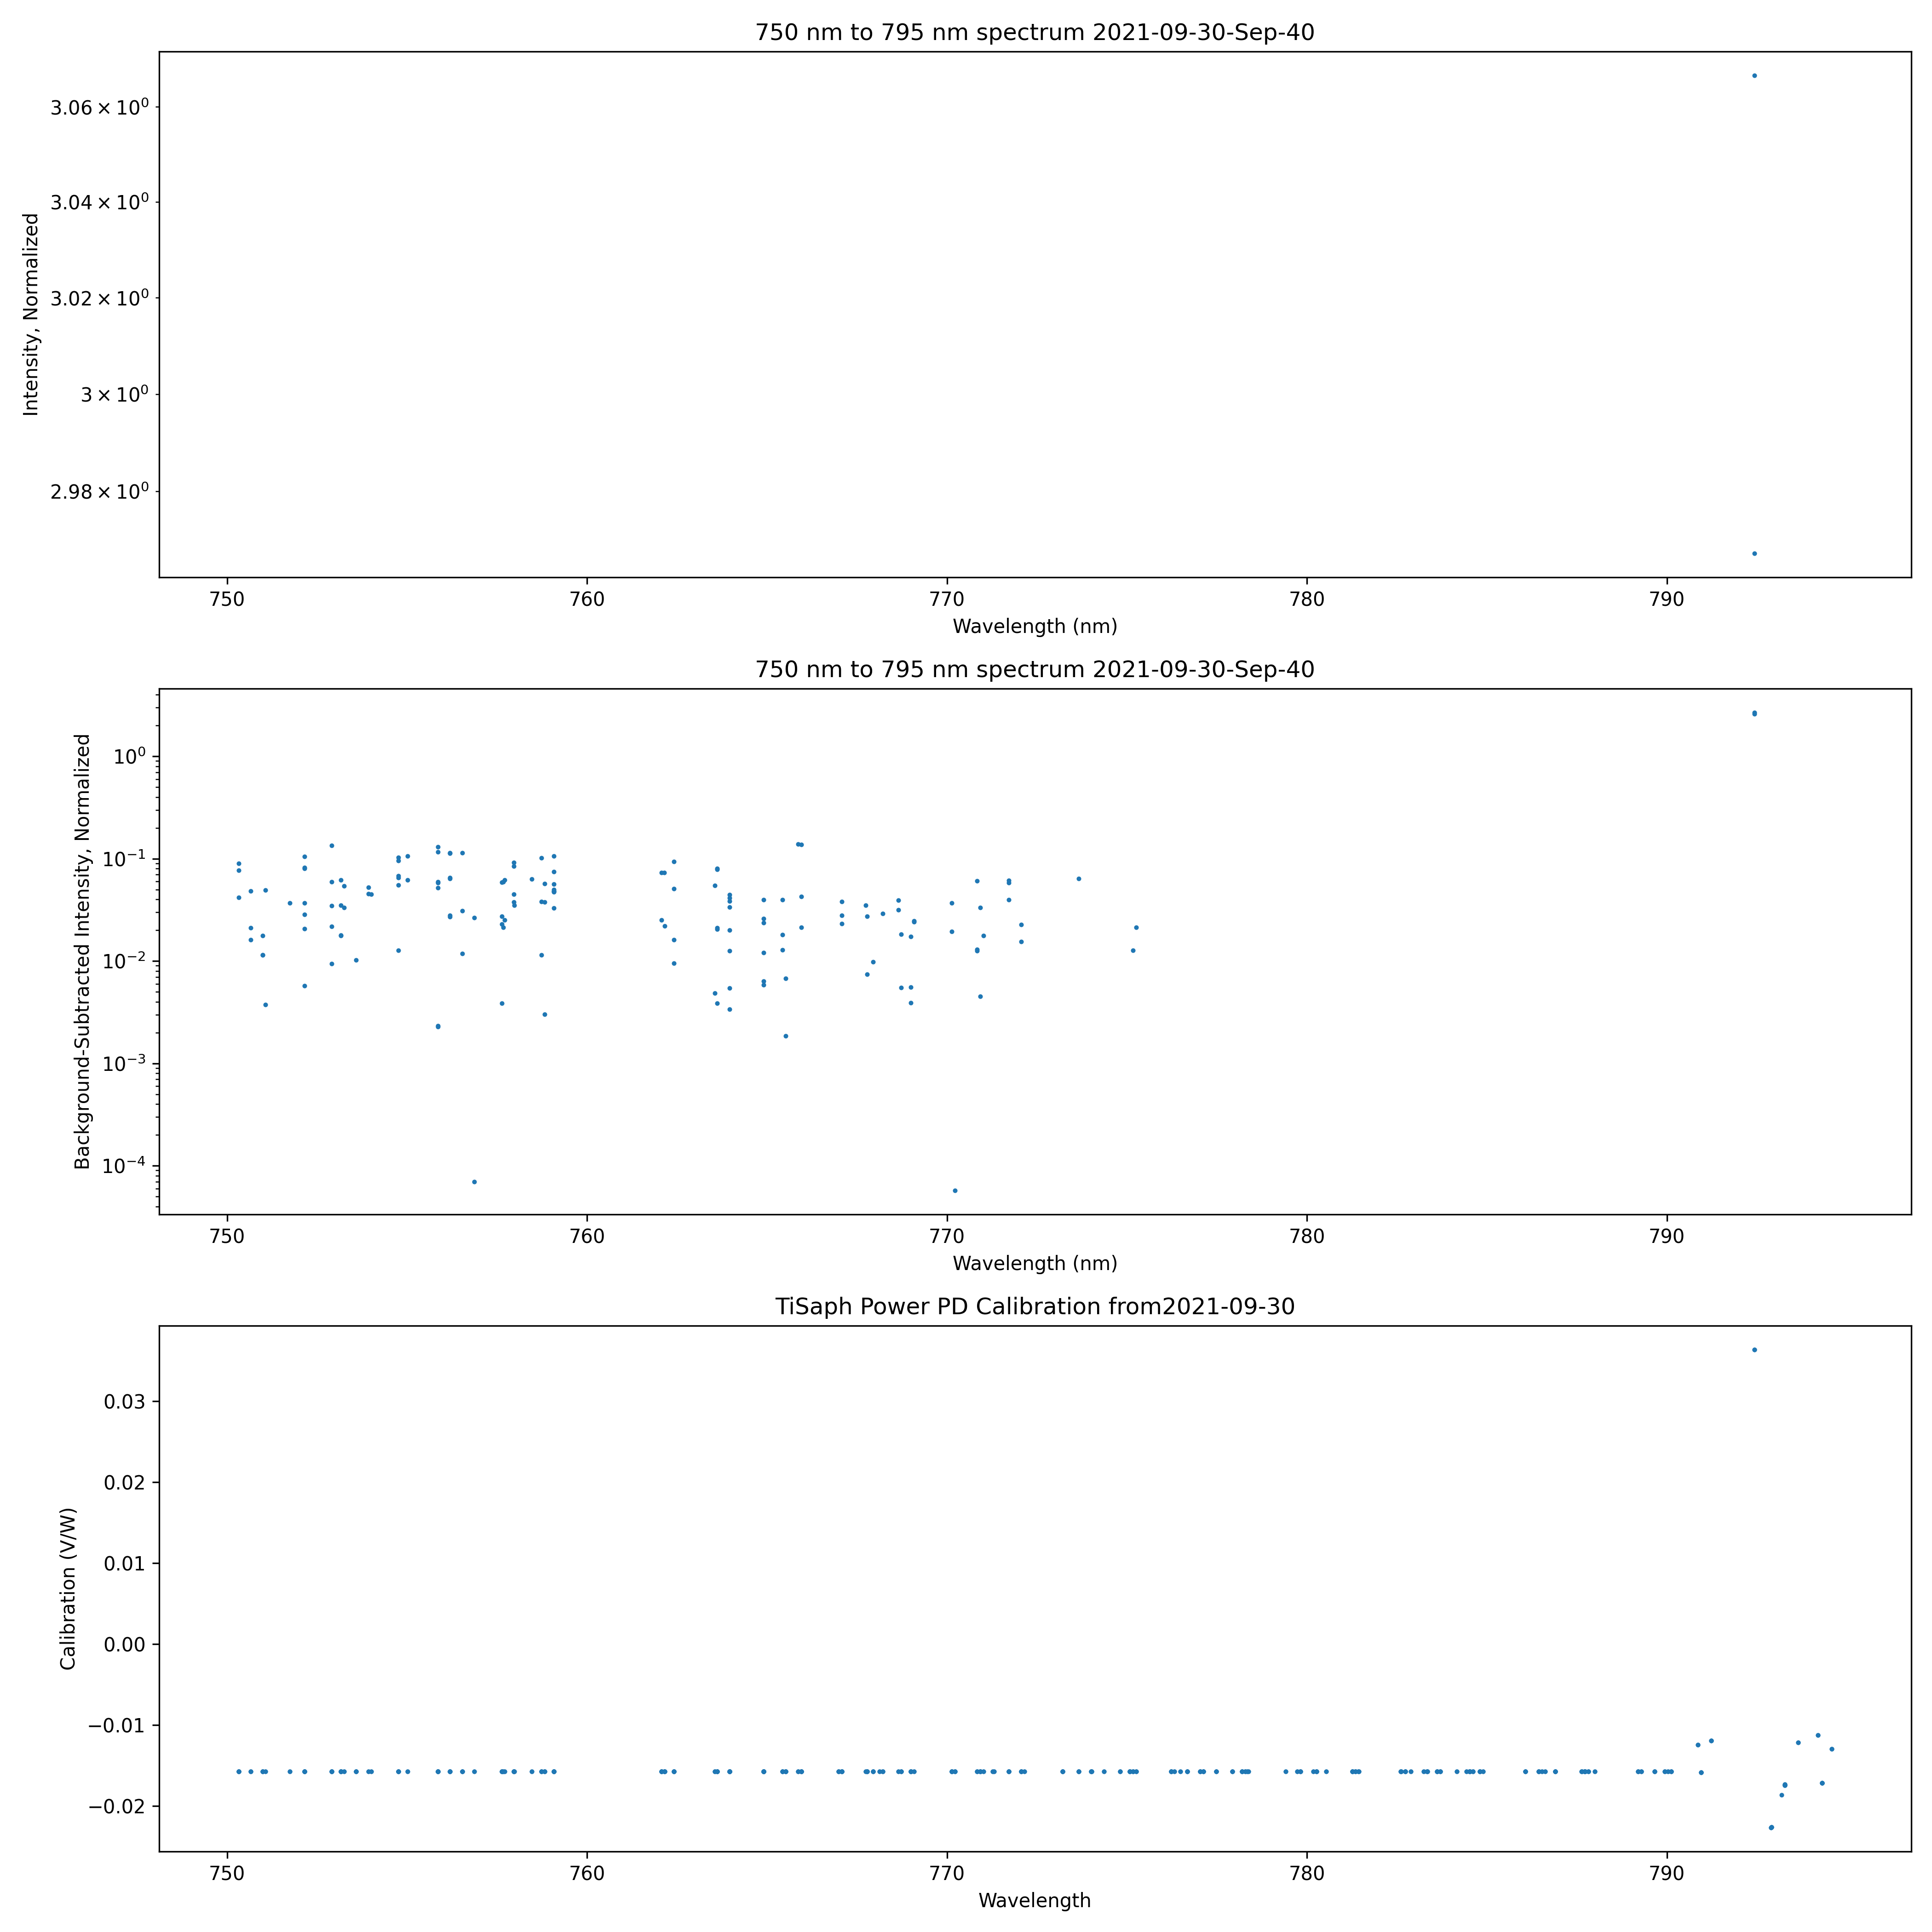 750 nm to 795 nm spectrum 2021-09-30-Sep-40
Intensity, Normalized
3.06 × 10⁰
3.04 × 10⁰
3.02 × 10⁰
3 × 10⁰
2.98 × 10⁰
750 760 770 780 790
Wavelength (nm)
750 nm to 795 nm spectrum 2021-09-30-Sep-40
Background-Subtracted Intensity, Normalized
10⁰
10⁻¹
10⁻²
10⁻³
10⁻⁴
750 760 770 780 790
Wavelength (nm)
TiSaph Power PD Calibration from2021-09-30
Calibration (V/W)
0.03
0.02
0.01
0.00
−0.01
−0.02
750 760 770 780 790
Wavelength